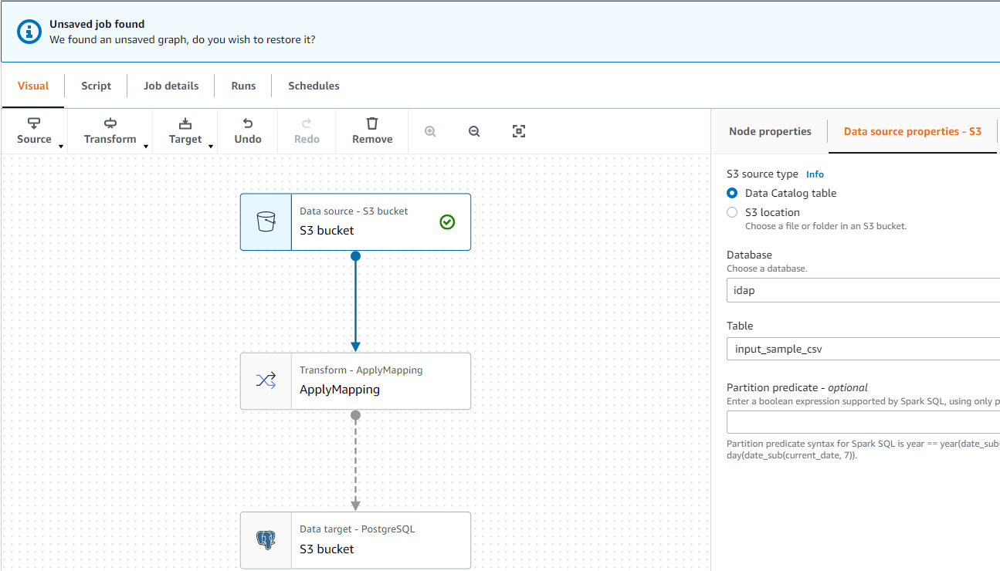 Unsaved job found
We found an unsaved graph, do you wish to restore it?
Visual Script Job details Runs Schedules
Source Transform Target Undo Redo Remove
Node properties Data source properties - S3
S3 source type Info
Data Catalog table
S3 location
Choose a file or folder in an S3 bucket.
Database
Choose a database.
idap
Table
input_sample_csv
Partition predicate - optional
Enter a boolean expression supported by Spark SQL, using only p
Partition predicate syntax for Spark SQL is year == year(date_sub(
day(date_sub(current_date, 7)).
Data source - S3 bucket
S3 bucket
Transform - ApplyMapping
ApplyMapping
Data target - PostgreSQL
S3 bucket